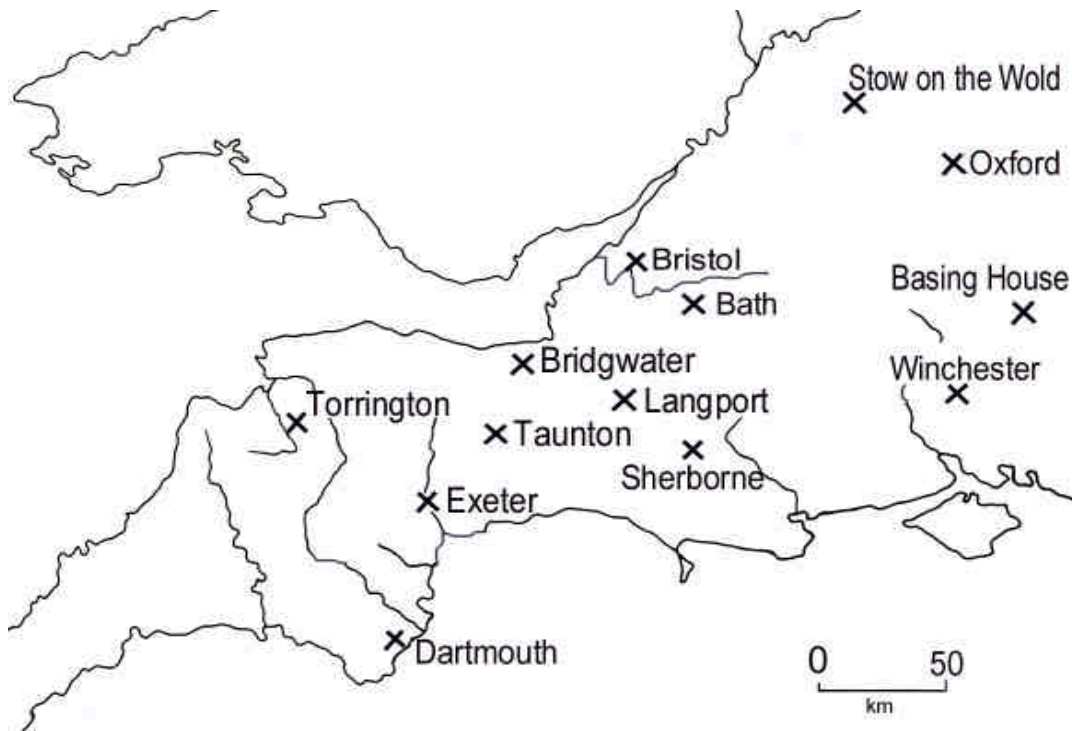 Stow on the Wold
Oxford
Bristol
Basing House
Bath
Bridgwater
Winchester
Torrington
Langport
Taunton
Sherborne
Exeter
Dartmouth
0 50
km